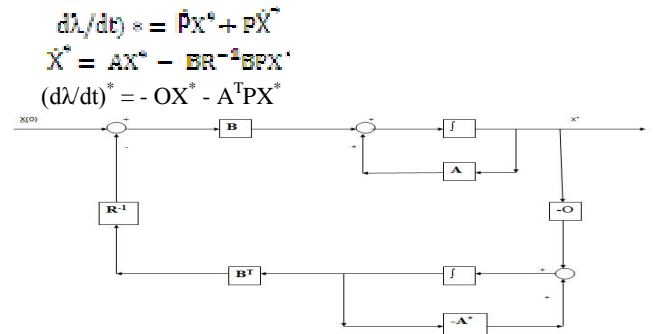 dλ/dt) * = ṖX* + PẊ*
Ẋ* = AX* − BR⁻¹BPX*
(dλ/dt)* = - OX* - AᵀPX*
X(0)
+
B
+
∫
X*
-
+
A
R⁻¹
-O
Bᵀ
∫
+
+
-A*